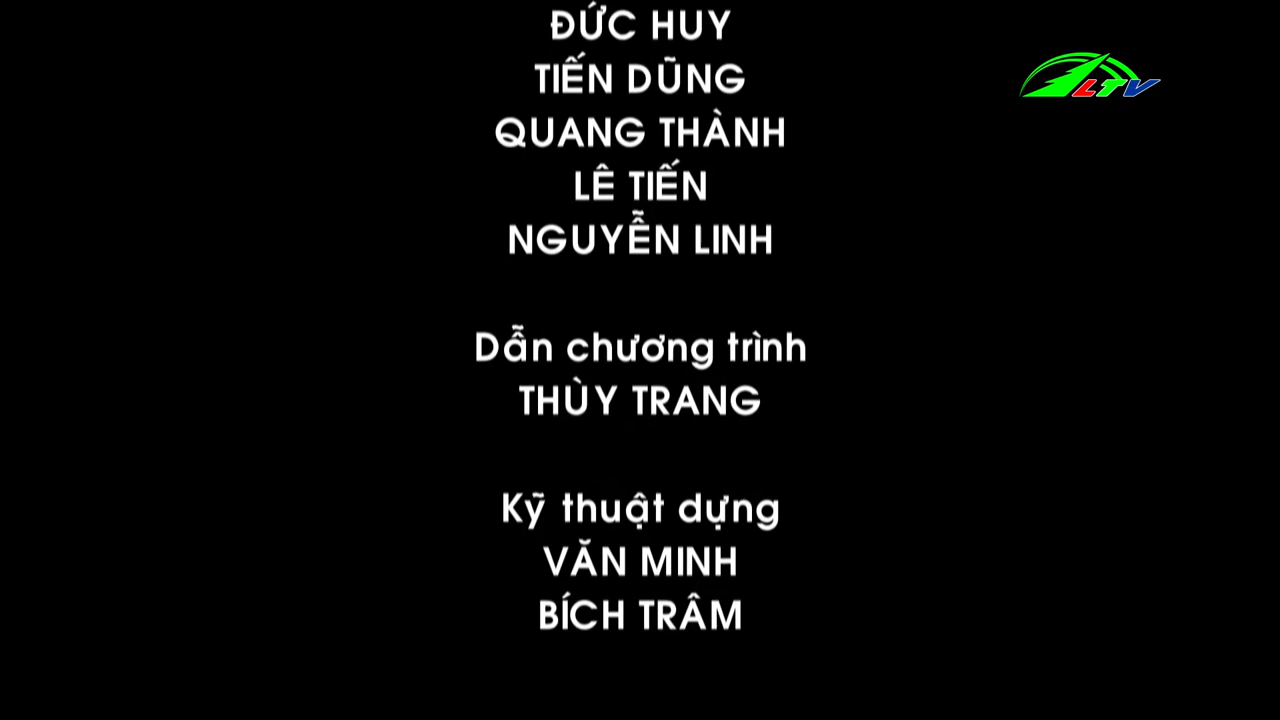 ĐỨC HUY
LTV
TIẾN DŨNG
QUANG THÀNH
LÊ TIẾN
NGUYỄN LINH
Dẫn chương trình
THÙY TRANG
Kỹ thuật dựng
VĂN MINH
BÍCH TRÂM